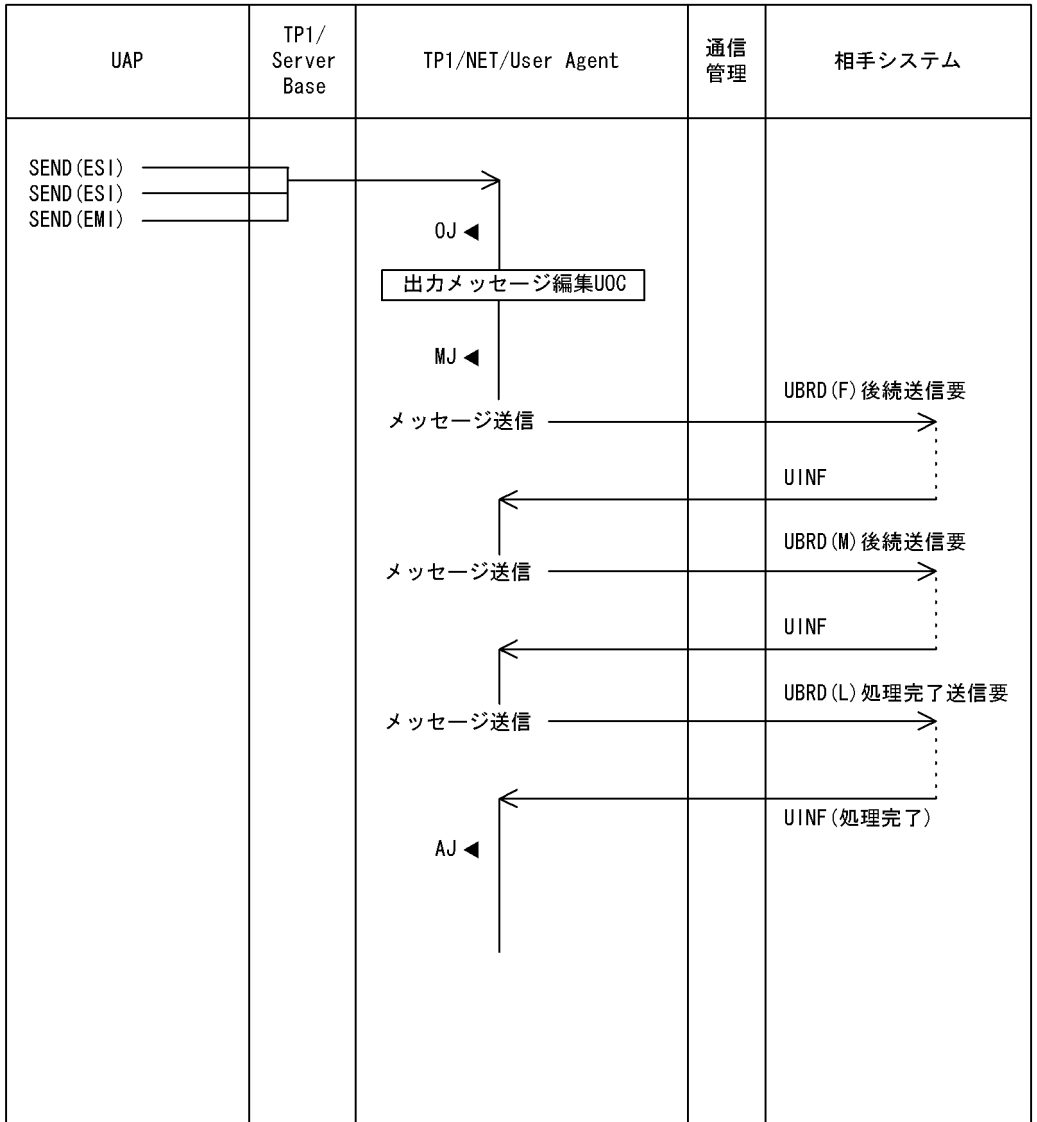 UAP
TP1/
Server
Base
TP1/NET/User Agent
通信
管理
相手システム
SEND(ESI)
SEND(ESI)
SEND(EMI)
OJ
出力メッセージ編集UOC
MJ
UBRD(F)後続送信要
メッセージ送信
UINF
UBRD(M)後続送信要
メッセージ送信
UINF
UBRD(L)処理完了送信要
メッセージ送信
UINF(処理完了)
AJ